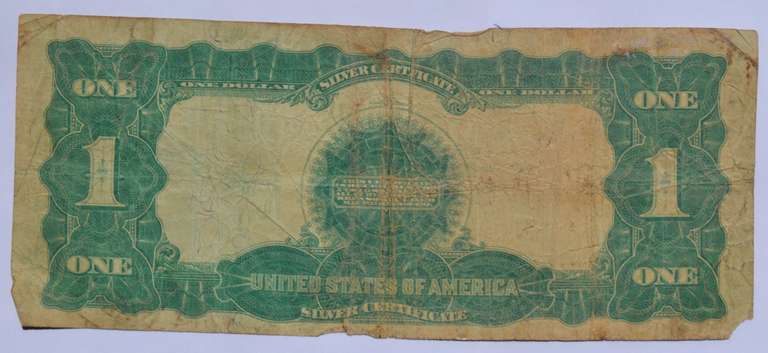 ONE
ONE DOLLAR
SILVER CERTIFICATE
ONE DOLLAR
ONE
1
1
ONE
UNITED STATES OF AMERICA
ONE
SILVER CERTIFICATE